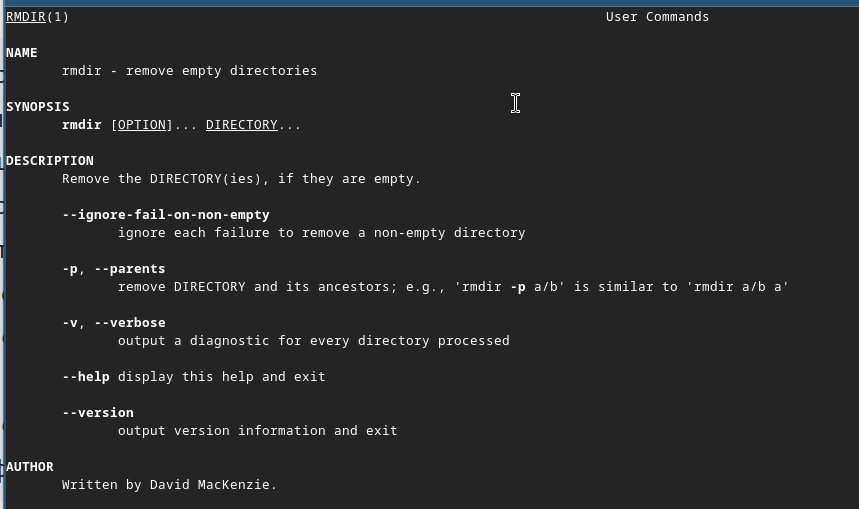 RMDIR(1) User Commands
NAME
rmdir - remove empty directories
SYNOPSIS
rmdir [OPTION]... DIRECTORY...
DESCRIPTION
Remove the DIRECTORY(ies), if they are empty.
--ignore-fail-on-non-empty
ignore each failure to remove a non-empty directory
-p, --parents
remove DIRECTORY and its ancestors; e.g., 'rmdir -p a/b' is similar to 'rmdir a/b a'
-v, --verbose
output a diagnostic for every directory processed
--help display this help and exit
--version
output version information and exit
AUTHOR
Written by David MacKenzie.